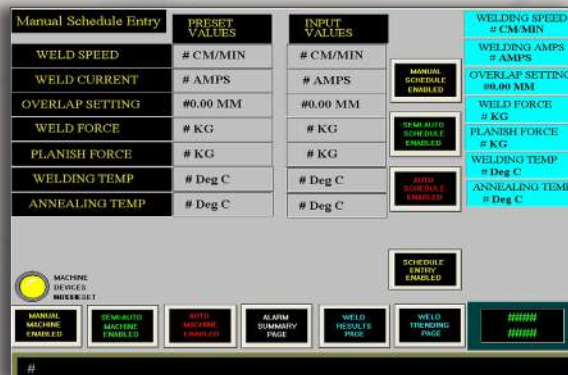 Manual Schedule Entry
PRESET VALUES
INPUT VALUES
WELD SPEED
# CM/MIN
# CM/MIN
WELD CURRENT
# AMPS
# AMPS
OVERLAP SETTING
#0.00 MM
#0.00 MM
WELD FORCE
# KG
# KG
PLANISH FORCE
# KG
# KG
WELDING TEMP
# Deg C
# Deg C
ANNEALING TEMP
# Deg C
# Deg C
MANUAL
SCHEDULE
ENABLED
SEMI-AUTO
SCHEDULE
ENABLED
AUTO
SCHEDULE
ENABLED
SCHEDULE
ENTRY
ENABLED
WELDING SPEED
# CM/MIN
WELDING AMPS
# AMPS
OVERLAP SETTING
#0.00 MM
WELD FORCE
# KG
PLANISH FORCE
# KG
WELDING TEMP
# Deg C
ANNEALING TEMP
# Deg C
MACHINE
DEVICES
MANUAL
MACHINE
ENABLED
SEMI-AUTO
MACHINE
ENABLED
AUTO
MACHINE
ENABLED
ALARM
SUMMARY
PAGE
WELD
RESULTS
PAGE
WELD
TRENDING
PAGE
#####
#####
#